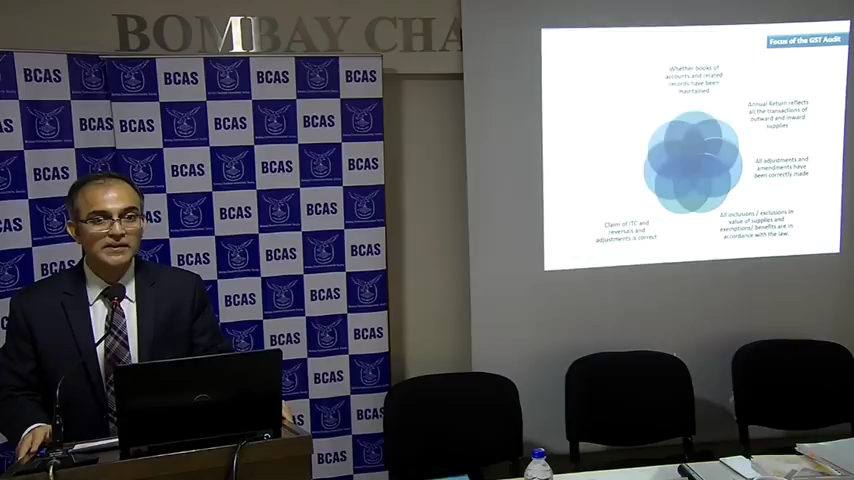 BOMBAY CHA
BCAS
Focus of the GST Audit
Whether books of
accounts and related
records have been
maintained
Annual Return reflects
all the transactions of
outward and inward
supplies
All adjustments and
amendments have
been correctly made
All inclusions / exclusions in
value of supplies and
exemptions/ benefits are in
accordance with the law.
Claim of ITC and
reversals and
adjustments is correct